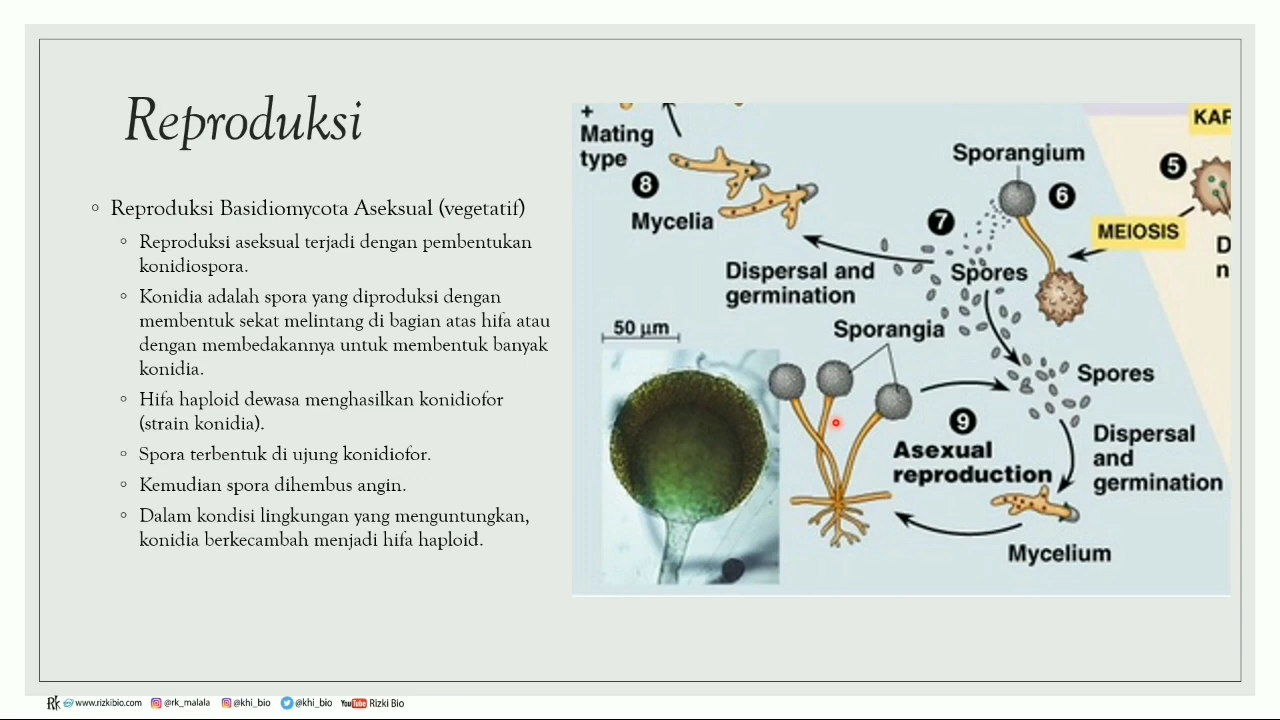 Reproduksi
Reproduksi Basidiomycota Aseksual (vegetatif)
Reproduksi aseksual terjadi dengan pembentukan
konidiospora.
Konidia adalah spora yang diproduksi dengan
membentuk sekat melintang di bagian atas hifa atau
dengan membedakannya untuk membentuk banyak
konidia.
Hifa haploid dewasa menghasilkan konidiofor
(strain konidia).
Spora terbentuk di ujung konidiofor.
Kemudian spora dihembus angin.
Dalam kondisi lingkungan yang menguntungkan,
konidia berkecambah menjadi hifa haploid.
+
Mating
type
8
Mycelia
Sporangium
6
7
5
KAR
MEIOSIS
D
n
Dispersal and
germination
Spores
50 µm
Sporangia
Spores
9
Asexual
reproduction
Dispersal
and
germination
Mycelium
Rk www.rizkibio.com @rk_malala @khi_bio @khi_bio YouTube Rizki Bio